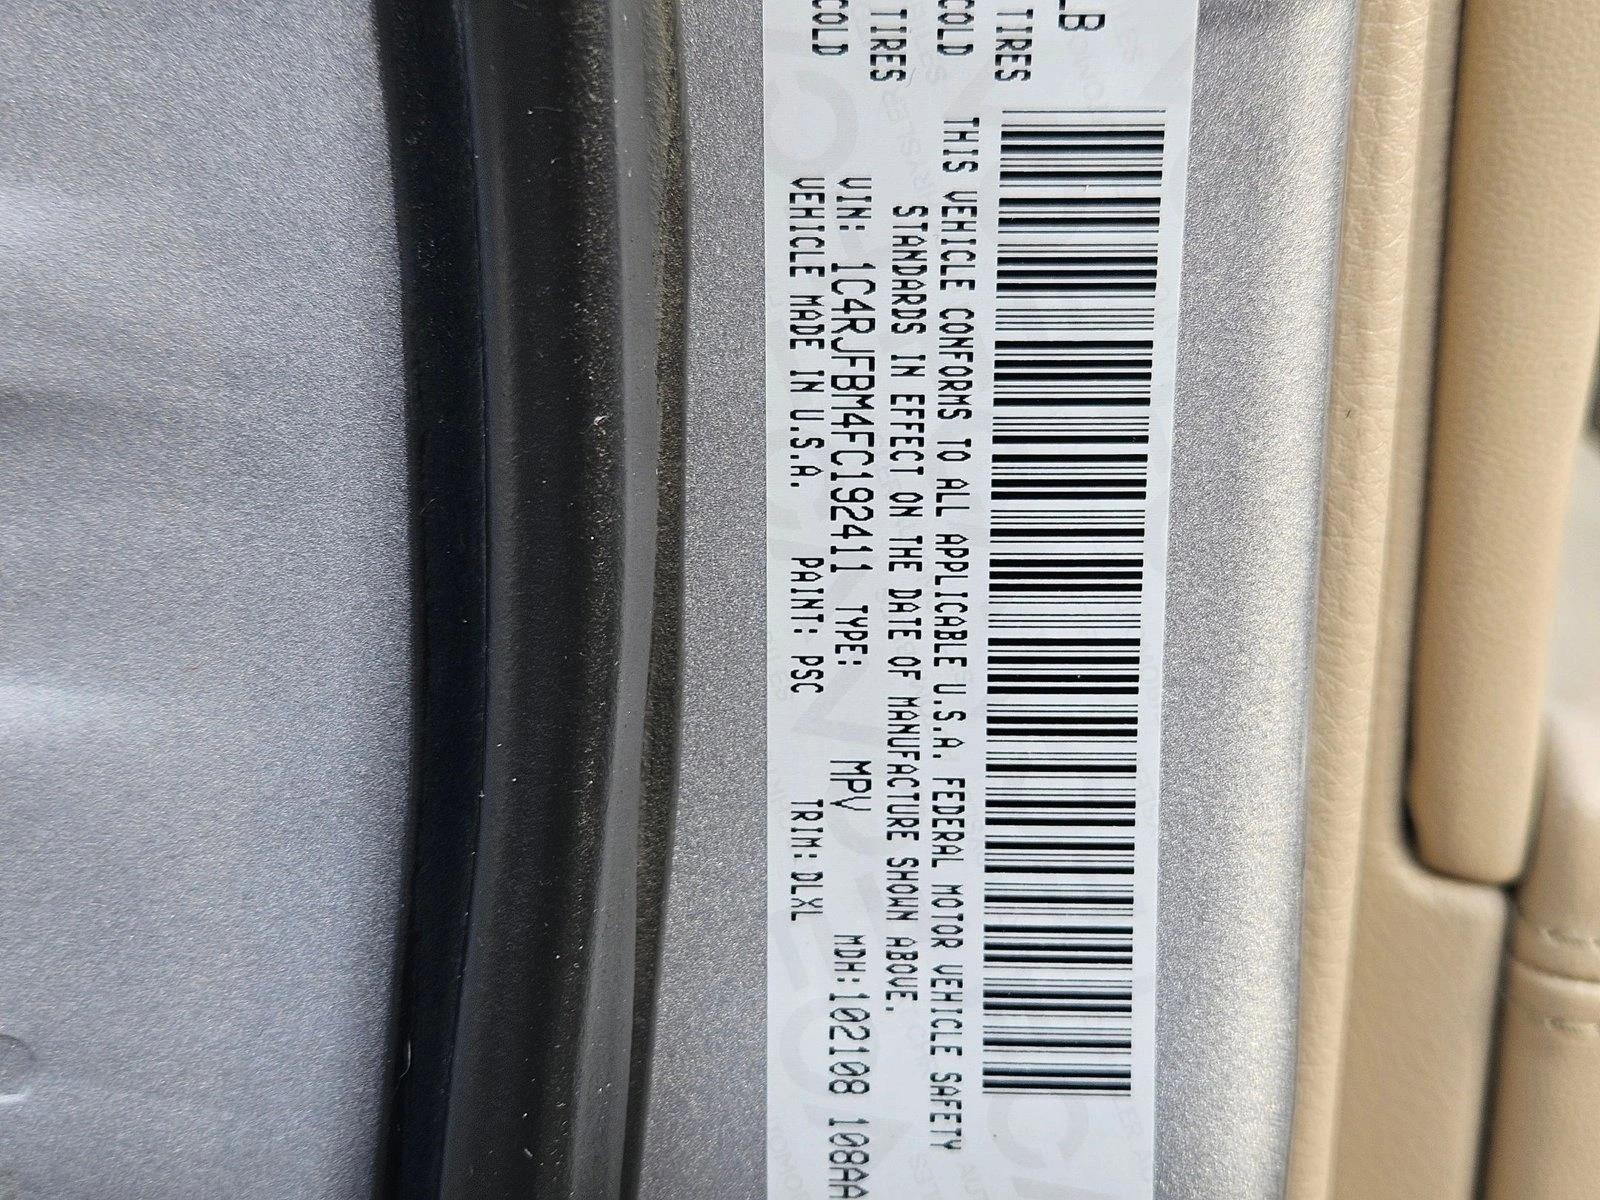 LB
TIRES
COLD
TIRES
COLD
THIS VEHICLE CONFORMS TO ALL APPLICABLE U.S.A. FEDERAL MOTOR VEHICLE SAFETY
STANDARDS IN EFFECT ON THE DATE OF MANUFACTURE SHOWN ABOVE.
VIN: 1C4RJFBM4FC192411 TYPE: MPV MDH:102108 108AA
VEHICLE MADE IN U.S.A. PAINT: PSC TRIM:DLXL